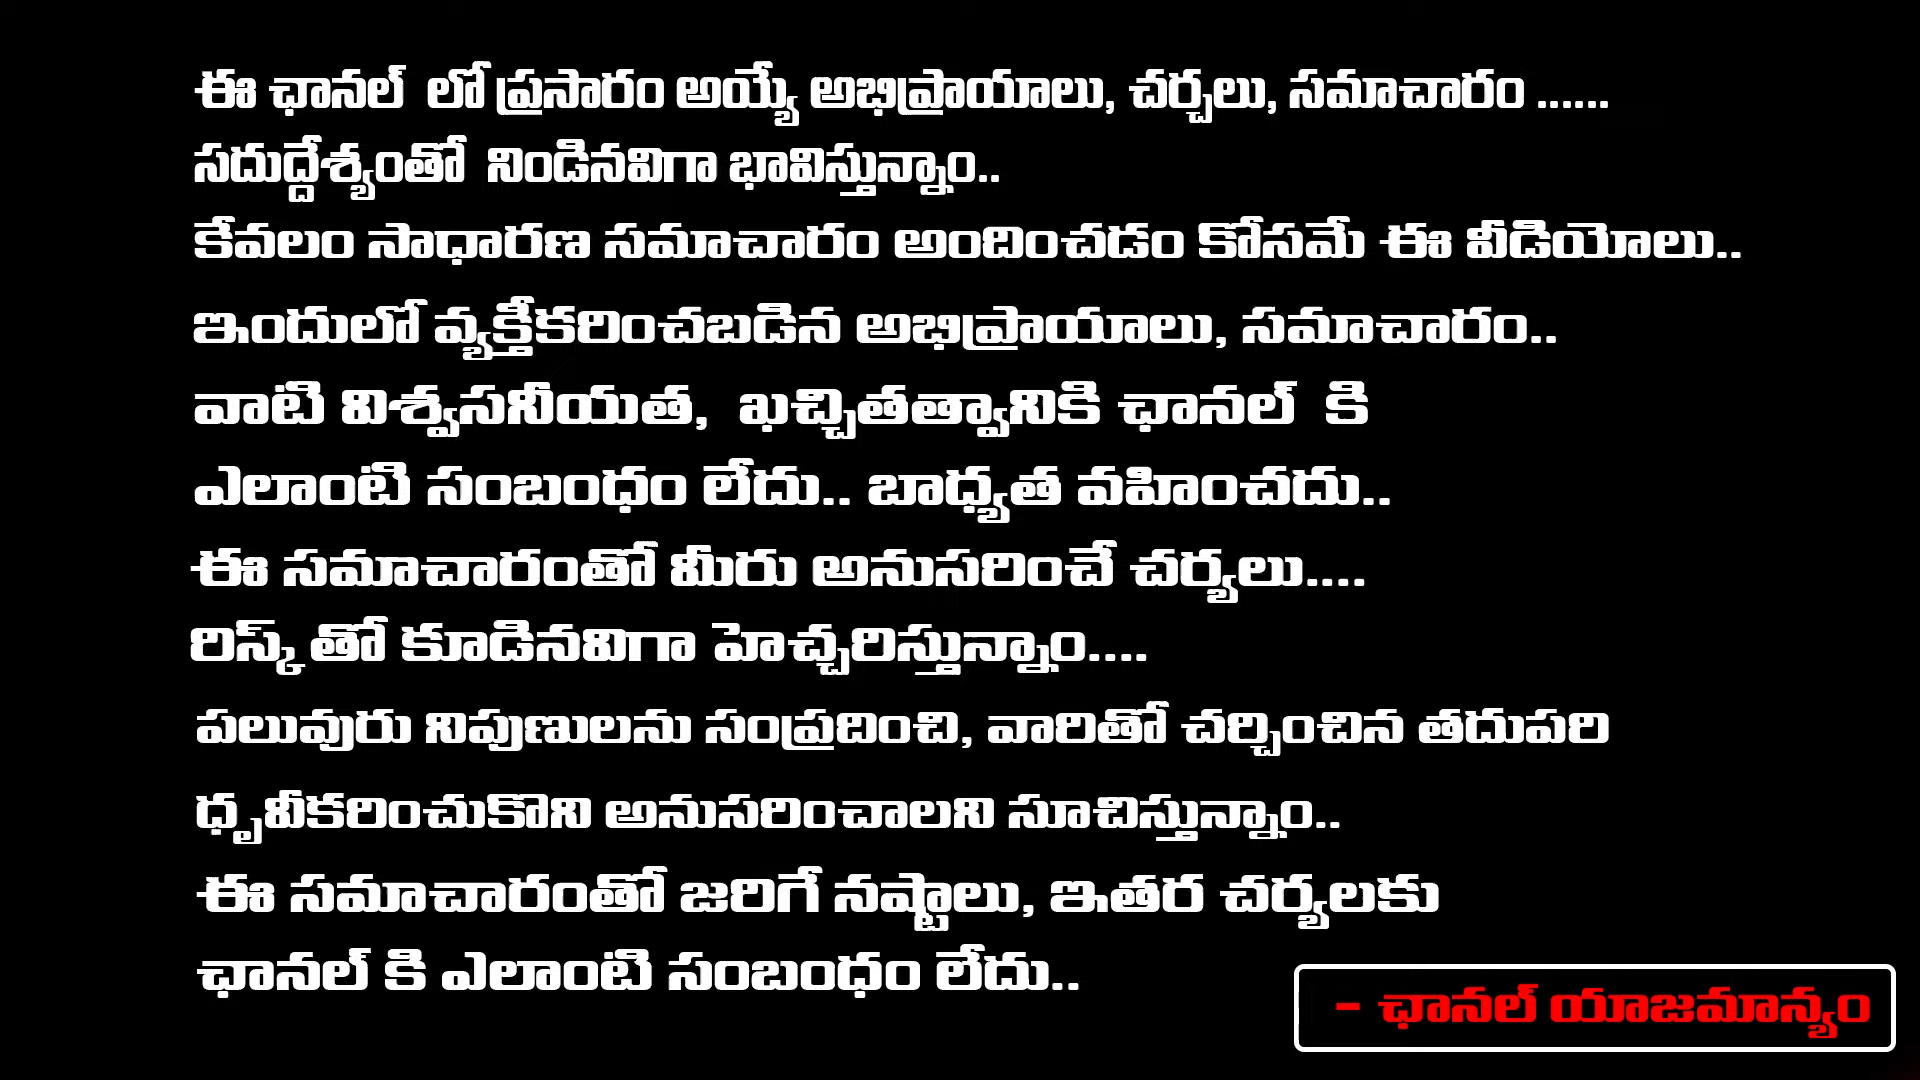 ఈ ఛానల్ లో ప్రసారం అయ్యే అభిప్రాయాలు, చర్చలు, సమాచారం ......
సదుద్దేశ్యంతో నిండినవిగా భావిస్తున్నాం..
కేవలం సాధారణ సమాచారం అందించడం కోసమే ఈ వీడియోలు..
ఇందులో వ్యక్తీకరించబడిన అభిప్రాయాలు, సమాచారం..
వాటి విశ్వసనీయత, ఖచ్చితత్వానికి ఛానల్ కి
ఎలాంటి సంబంధం లేదు.. బాధ్యత వహించదు..
ఈ సమాచారంతో మీరు అనుసరించే చర్యలు....
రిస్క్ తో కూడినవిగా హెచ్చరిస్తున్నాం....
పలువురు నిపుణులను సంప్రదించి, వారితో చర్చించిన తదుపరి
ధృవీకరించుకొని అనుసరించాలని సూచిస్తున్నాం..
ఈ సమాచారంతో జరిగే నష్టాలు, ఇతర చర్యలకు
ఛానల్ కి ఎలాంటి సంబంధం లేదు..
- ఛానల్ యాజమాన్యం